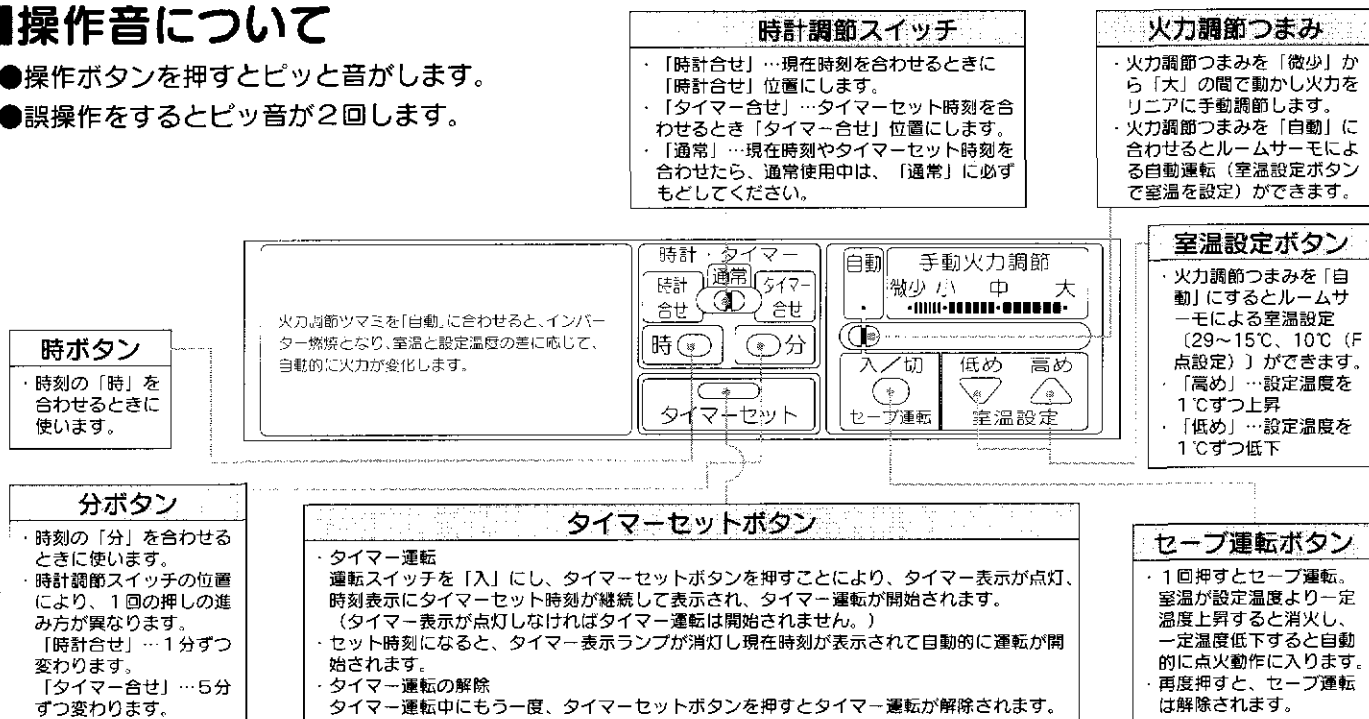 ■操作音について
●操作ボタンを押すとピッと音がします。
●誤操作をするとピッ音が2回します。
時計調節スイッチ
・「時計合せ」…現在時刻を合わせるときに
「時計合せ」位置にします。
・「タイマー合せ」…タイマーセット時刻を合
わせるとき「タイマー合せ」位置にします。
・「通常」…現在時刻やタイマーセット時刻を
合わせたら、通常使用中は、「通常」に必ず
もどしてください。
火力調節つまみ
・火力調節つまみを「微少」か
ら「大」の間で動かし火力を
リニアに手動調節します。
・火力調節つまみを「自動」に
合わせるとルームサーモによ
る自動運転(室温設定ボタン
で室温を設定)ができます。
火力調節ツマミを「自動」に合わせると、インバー
ター燃焼となり、室温と設定温度の差に応じて、
自動的に火力が変化します。
時計・タイマー
時計
合せ
通常
タイマー
合せ
時
分
タイマーセット
自動
手動火力調節
微少 小 中 大
入/切
セーブ運転
低め 高め
室温設定
室温設定ボタン
・火力調節つまみを「自
動」にするとルームサ
ーモによる室温設定
〔29~15℃、10℃(F
点設定)〕ができます。
・「高め」…設定温度を
1℃ずつ上昇
・「低め」…設定温度を
1℃ずつ低下
時ボタン
・時刻の「時」を
合わせるときに
使います。
分ボタン
・時刻の「分」を合わせる
ときに使います。
・時計調節スイッチの位置
により、1回の押しの進
み方が異なります。
「時計合せ」…1分ずつ
変わります。
「タイマー合せ」…5分
ずつ変わります。
タイマーセットボタン
・タイマー運転
運転スイッチを「入」にし、タイマーセットボタンを押すことにより、タイマー表示が点灯、
時刻表示にタイマーセット時刻が継続して表示され、タイマー運転が開始されます。
(タイマー表示が点灯しなければタイマー運転は開始されません。)
・セット時刻になると、タイマー表示ランプが消灯し現在時刻が表示されて自動的に運転が開
始されます。
・タイマー運転の解除
タイマー運転中にもう一度、タイマーセットボタンを押すとタイマー運転が解除されます。
セーブ運転ボタン
・1回押すとセーブ運転。
室温が設定温度より一定
温度上昇すると消火し、
一定温度低下すると自動
的に点火動作に入ります。
・再度押すと、セーブ運転
は解除されます。